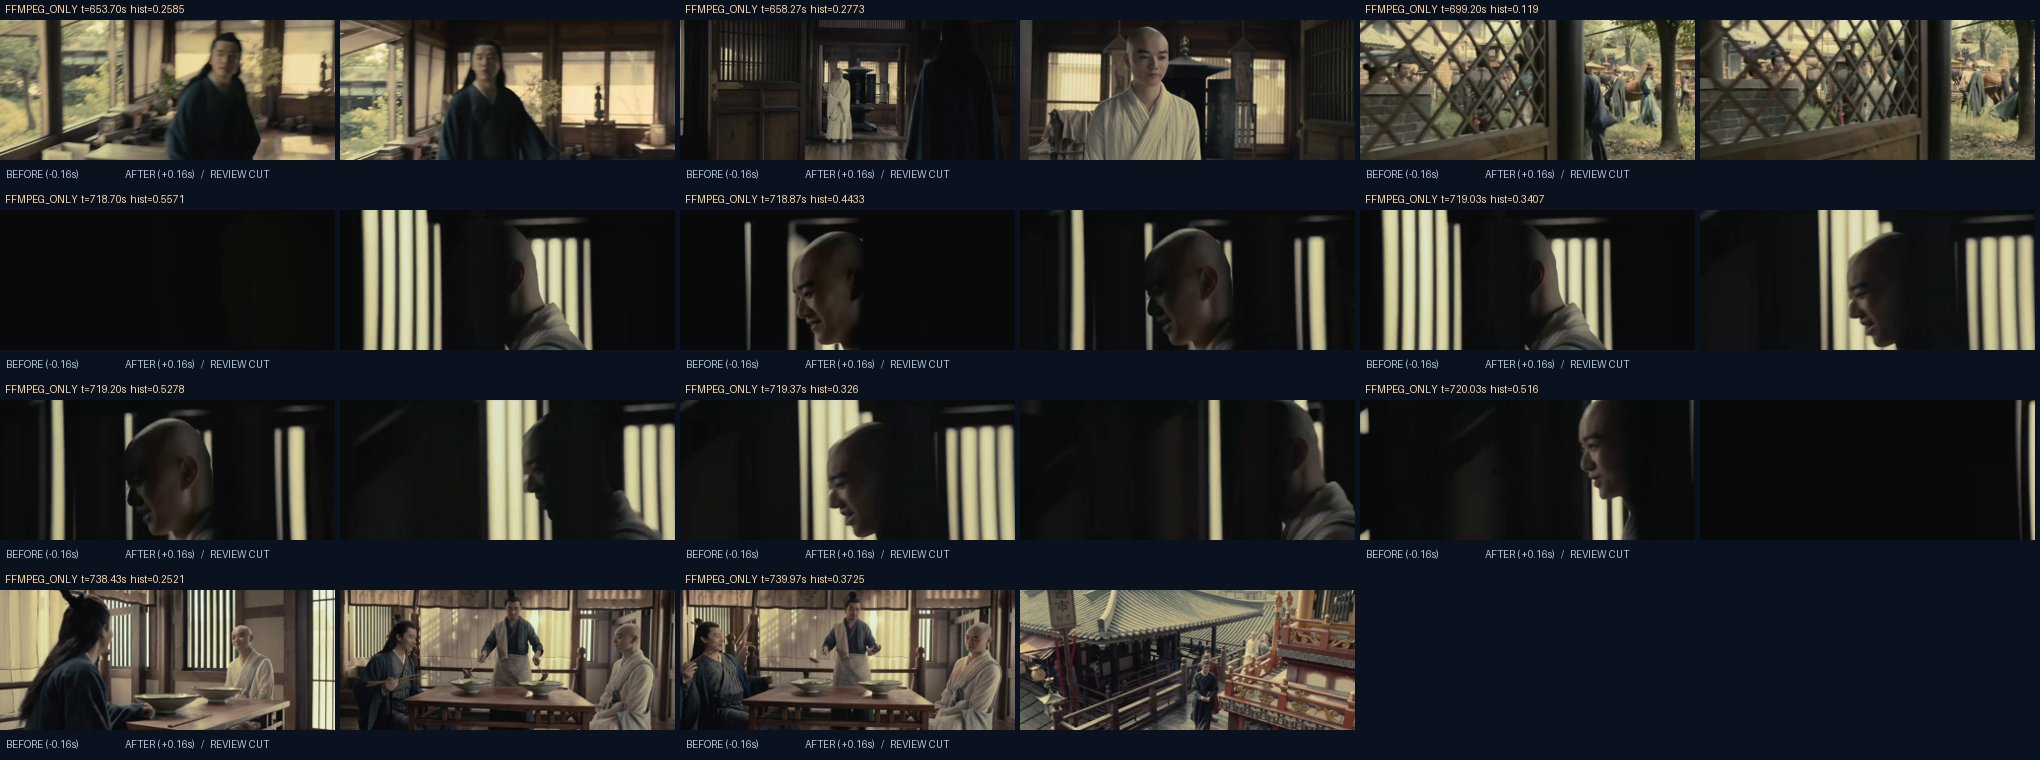 FFMPEG_ONLY t=653.70s hist=0.2585
FFMPEG_ONLY t=658.27s hist=0.2773
FFMPEG_ONLY t=699.20s hist=0.119
BEFORE (-0.16s) AFTER (+0.16s) / REVIEW CUT
BEFORE (-0.16s) AFTER (+0.16s) / REVIEW CUT
BEFORE (-0.16s) AFTER (+0.16s) / REVIEW CUT
FFMPEG_ONLY t=718.70s hist=0.5571
FFMPEG_ONLY t=718.87s hist=0.4433
FFMPEG_ONLY t=719.03s hist=0.3407
BEFORE (-0.16s) AFTER (+0.16s) / REVIEW CUT
BEFORE (-0.16s) AFTER (+0.16s) / REVIEW CUT
BEFORE (-0.16s) AFTER (+0.16s) / REVIEW CUT
FFMPEG_ONLY t=719.20s hist=0.5278
FFMPEG_ONLY t=719.37s hist=0.326
FFMPEG_ONLY t=720.03s hist=0.516
BEFORE (-0.16s) AFTER (+0.16s) / REVIEW CUT
BEFORE (-0.16s) AFTER (+0.16s) / REVIEW CUT
BEFORE (-0.16s) AFTER (+0.16s) / REVIEW CUT
FFMPEG_ONLY t=738.43s hist=0.2521
FFMPEG_ONLY t=739.97s hist=0.3725
BEFORE (-0.16s) AFTER (+0.16s) / REVIEW CUT
BEFORE (-0.16s) AFTER (+0.16s) / REVIEW CUT